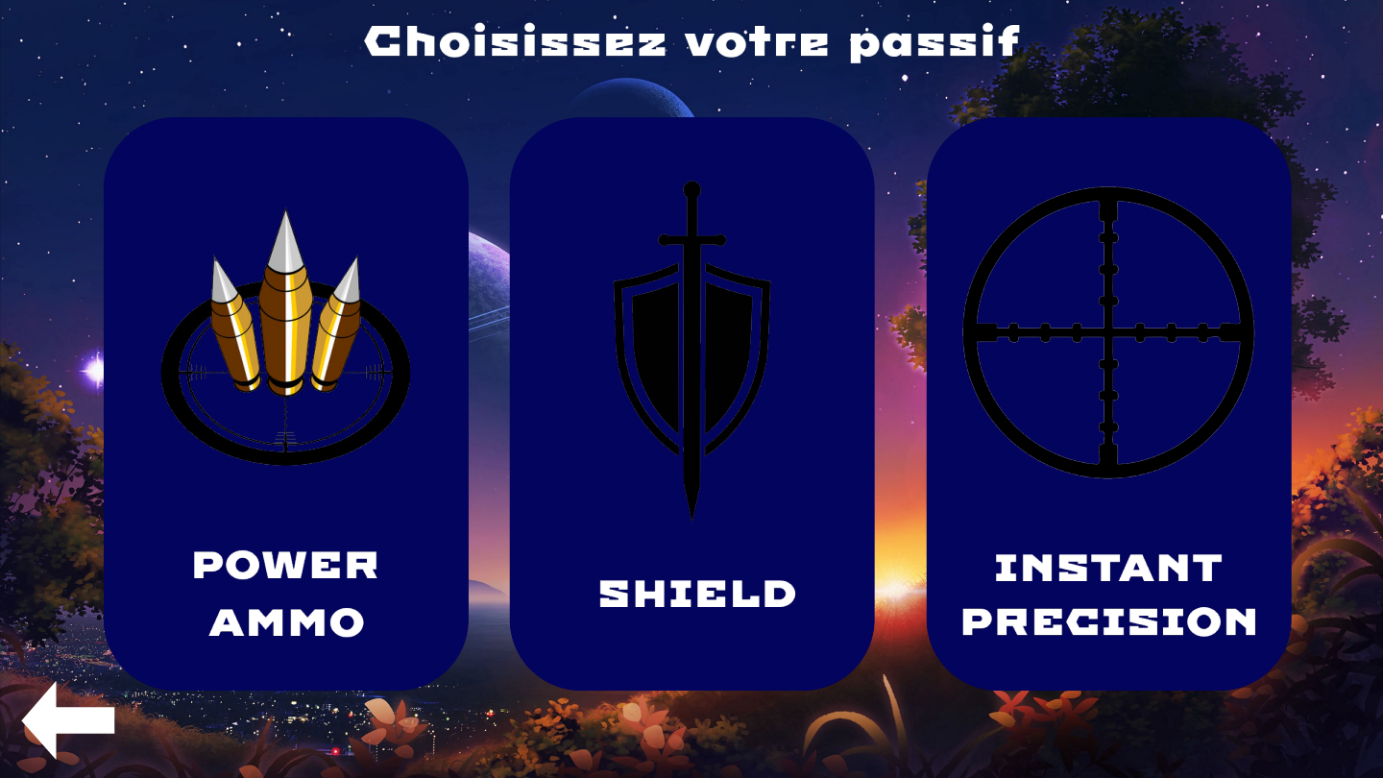 Choisissez votre passif
POWER
AMMO
SHIELD
INSTANT
PRECISION